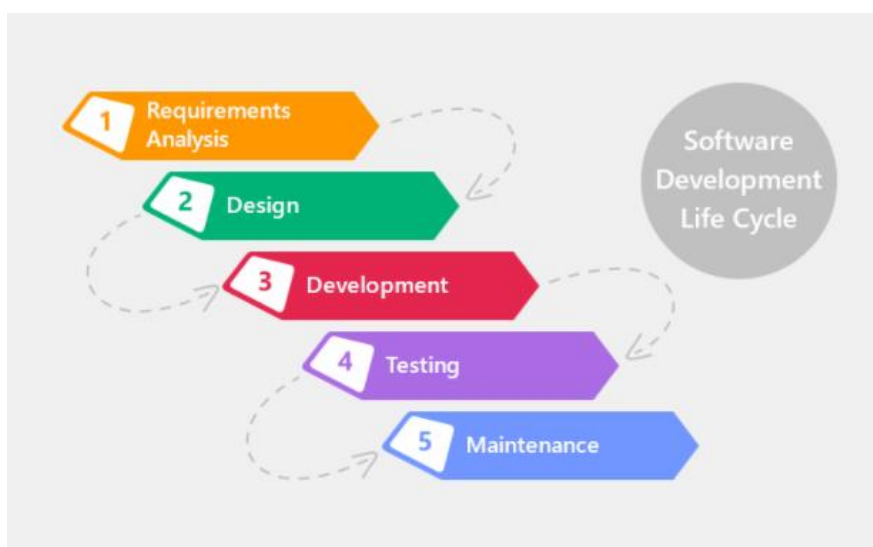 1
Requirements
Analysis
2
Design
3
Development
4
Testing
5
Maintenance
Software
Development
Life Cycle